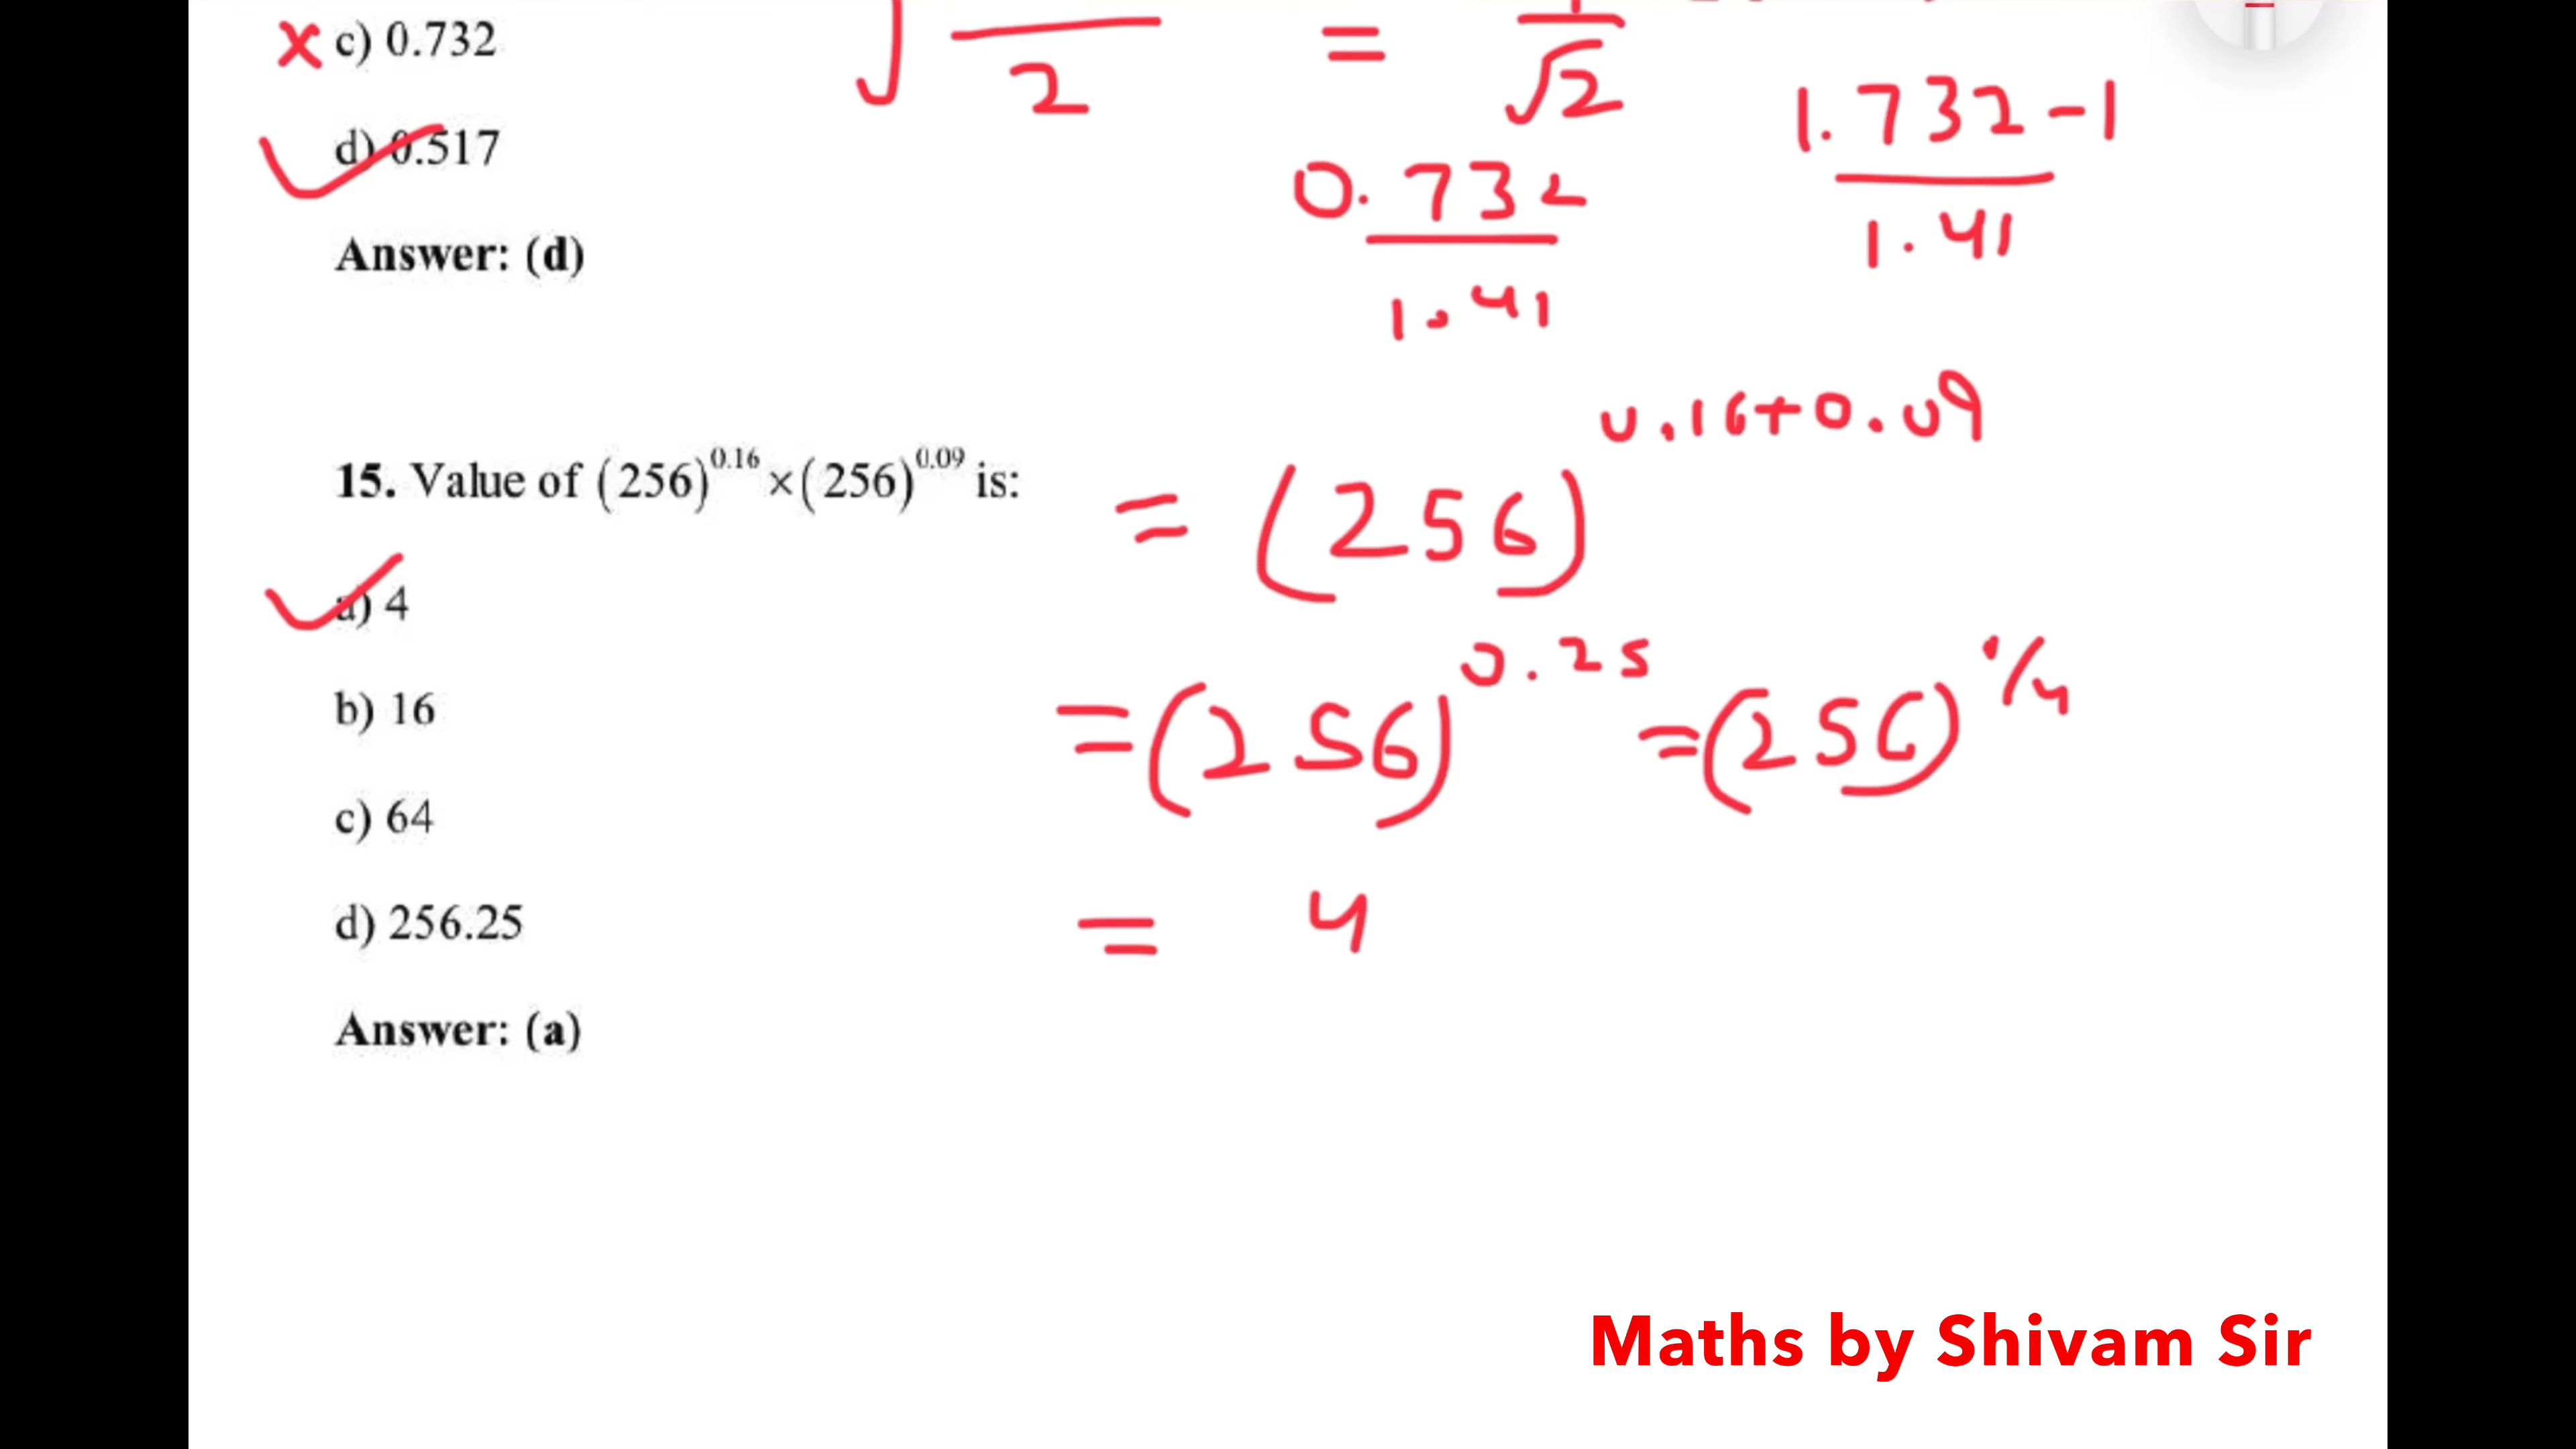 x c) 0.732
2
=
√2
1.732-1
1.41
d) 0.517
0.732
1.41
Answer: (d)
15. Value of (256)^0.16 ×(256)^0.09 is:
= (256)^0.16+0.09
a) 4
=(256)^0.25 =(256)^1/4
b) 16
c) 64
d) 256.25
= 4
Answer: (a)
Maths by Shivam Sir